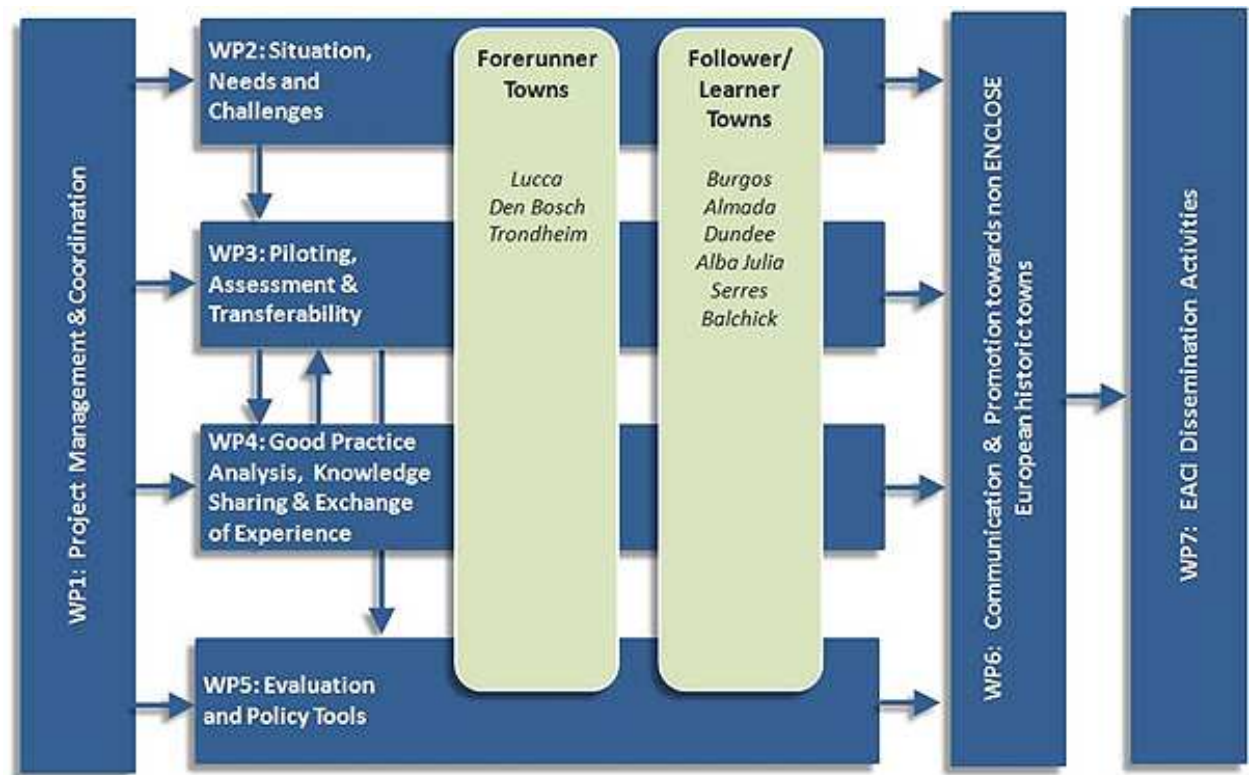 WP1: Project Management & Coordination
WP2: Situation,
Needs and
Challenges
WP3: Piloting,
Assessment &
Transferability
WP4: Good Practice
Analysis, Knowledge
Sharing & Exchange
of Experience
WP5: Evaluation
and Policy Tools
Forerunner
Towns
Lucca
Den Bosch
Trondheim
Follower/
Learner
Towns
Burgos
Almada
Dundee
Alba Julia
Serres
Balchick
WP6: Communication & Promotion towards non ENCLOSE
European historic towns
WP7: EACI Dissemination Activities